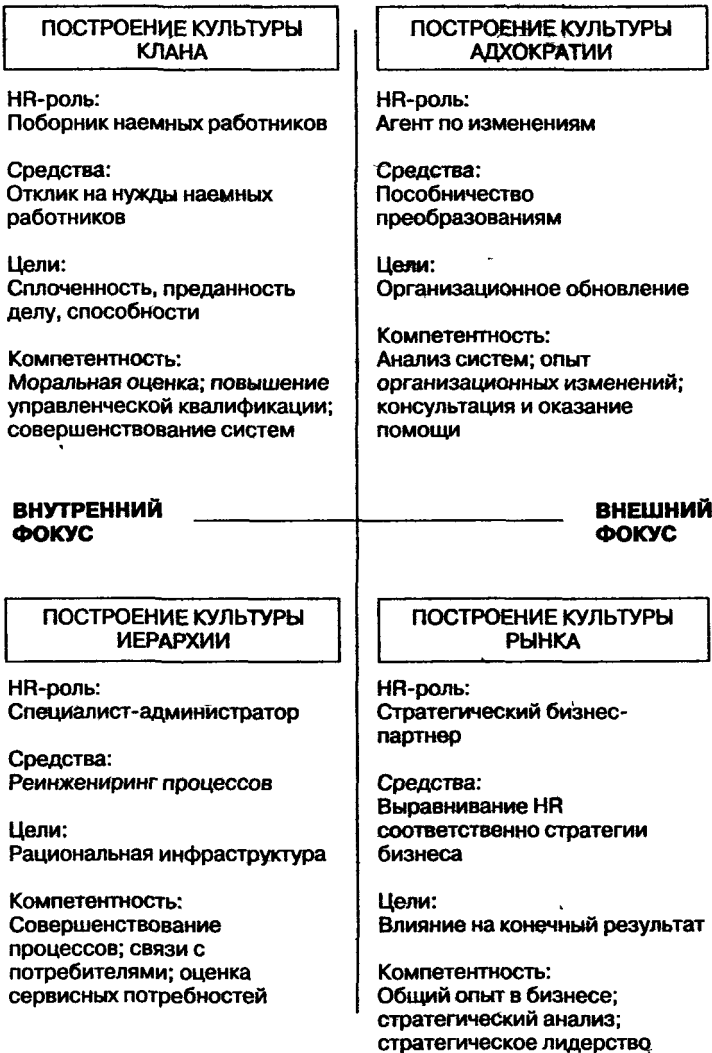 ПОСТРОЕНИЕ КУЛЬТУРЫ
КЛАНА
HR-роль:
Поборник наемных работников
Средства:
Отклик на нужды наемных
работников
Цели:
Сплоченность, преданность
делу, способности
Компетентность:
Моральная оценка; повышение
управленческой квалификации;
совершенствование систем
ПОСТРОЕНИЕ КУЛЬТУРЫ
АДХОКРАТИИ
HR-роль:
Агент по изменениям
Средства:
Пособничество
преобразованиям
Цели:
Организационное обновление
Компетентность:
Анализ систем; опыт
организационных изменений;
консультация и оказание
помощи
ВНУТРЕННИЙ
ФОКУС
ВНЕШНИЙ
ФОКУС
ПОСТРОЕНИЕ КУЛЬТУРЫ
ИЕРАРХИИ
HR-роль:
Специалист-администратор
Средства:
Реинжениринг процессов
Цели:
Рациональная инфраструктура
Компетентность:
Совершенствование
процессов; связи с
потребителями; оценка
сервисных потребностей
ПОСТРОЕНИЕ КУЛЬТУРЫ
РЫНКА
HR-роль:
Стратегический бизнес-
партнер
Средства:
Выравнивание HR
соответственно стратегии
бизнеса
Цели:
Влияние на конечный результат
Компетентность:
Общий опыт в бизнесе;
стратегический анализ;
стратегическое лидерство